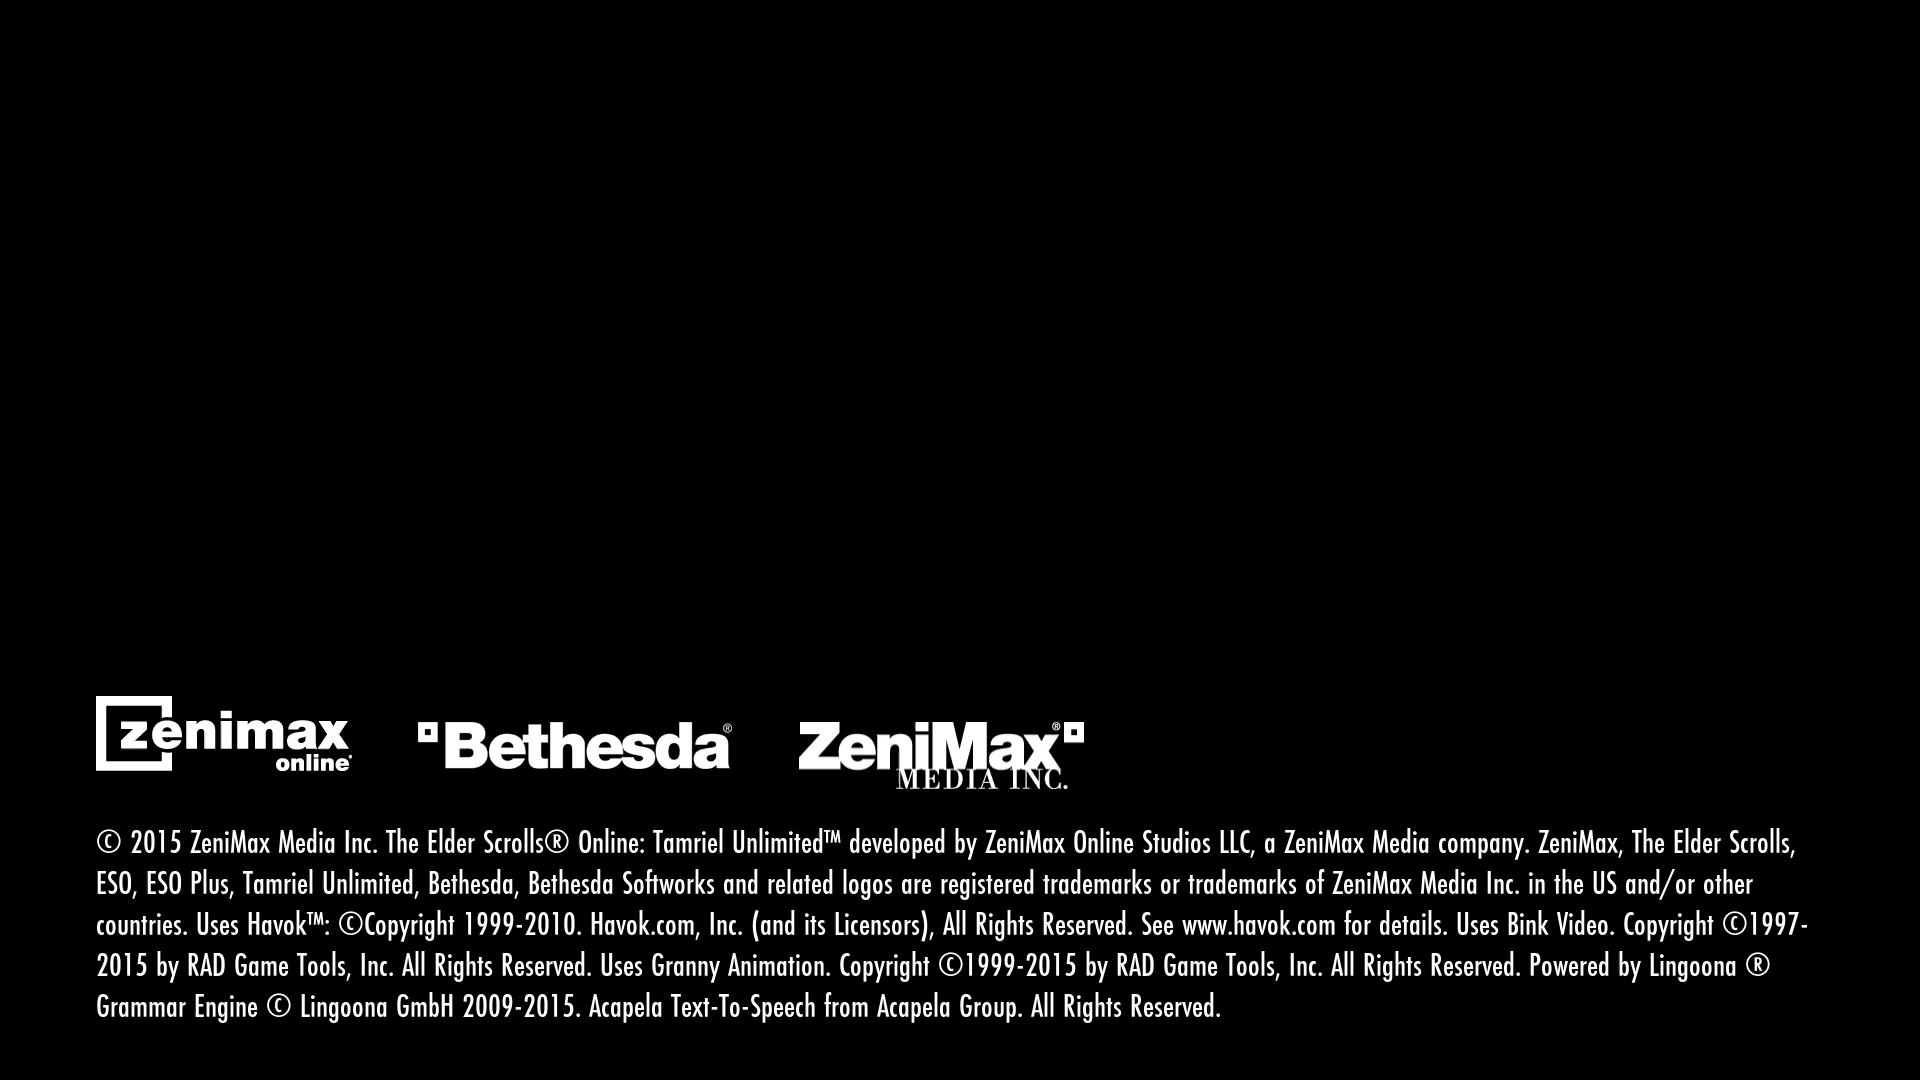 zenimax
online®
Bethesda®
ZeniMax®
MEDIA INC.
© 2015 ZeniMax Media Inc. The Elder Scrolls® Online: Tamriel Unlimited™ developed by ZeniMax Online Studios LLC, a ZeniMax Media company. ZeniMax, The Elder Scrolls,
ESO, ESO Plus, Tamriel Unlimited, Bethesda, Bethesda Softworks and related logos are registered trademarks or trademarks of ZeniMax Media Inc. in the US and/or other
countries. Uses Havok™: ©Copyright 1999-2010. Havok.com, Inc. (and its Licensors), All Rights Reserved. See www.havok.com for details. Uses Bink Video. Copyright ©1997-
2015 by RAD Game Tools, Inc. All Rights Reserved. Uses Granny Animation. Copyright ©1999-2015 by RAD Game Tools, Inc. All Rights Reserved. Powered by Lingoona ®
Grammar Engine © Lingoona GmbH 2009-2015. Acapela Text-To-Speech from Acapela Group. All Rights Reserved.